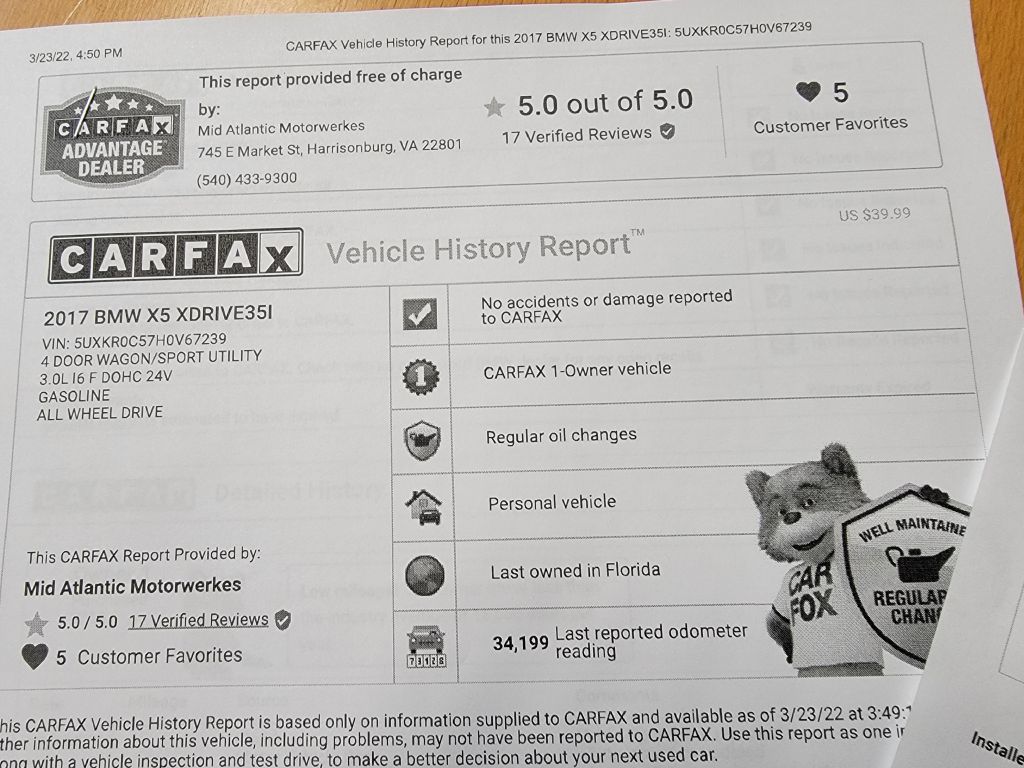 3/23/22, 4:50 PM
CARFAX Vehicle History Report for this 2017 BMW X5 XDRIVE35I: 5UXKR0C57H0V67239
CARFAX
ADVANTAGE
DEALER
This report provided free of charge
by:
Mid Atlantic Motorwerkes
745 E Market St, Harrisonburg, VA 22801
(540) 433-9300
5.0 out of 5.0
17 Verified Reviews
5
Customer Favorites
CARFAX Vehicle History Report™
US $39.99
2017 BMW X5 XDRIVE35I
VIN: 5UXKR0C57H0V67239
4 DOOR WAGON/SPORT UTILITY
3.0L I6 F DOHC 24V
GASOLINE
ALL WHEEL DRIVE
This CARFAX Report Provided by:
Mid Atlantic Motorwerkes
5.0 / 5.0 17 Verified Reviews
5 Customer Favorites
No accidents or damage reported
to CARFAX
1
CARFAX 1-Owner vehicle
Regular oil changes
Personal vehicle
Last owned in Florida
73128
34,199 Last reported odometer
reading
CAR
FOX
WELL MAINTAINE
REGULAR
CHANG
his CARFAX Vehicle History Report is based only on information supplied to CARFAX and available as of 3/23/22 at 3:49:1
ther information about this vehicle, including problems, may not have been reported to CARFAX. Use this report as one
ong with a vehicle inspection and test drive, to make a better decision about your next used car.
Installe